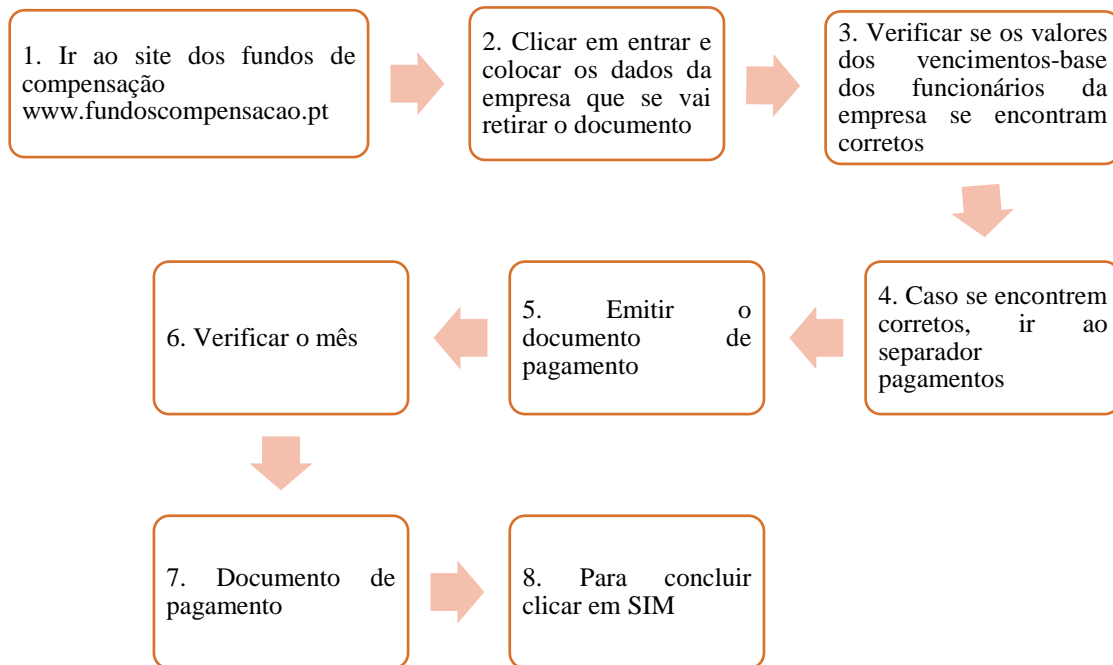 1. Ir ao site dos fundos de
compensação
www.fundoscompensacao.pt
2. Clicar em entrar e
colocar os dados da
empresa que se vai
retirar o documento
3. Verificar se os valores
dos vencimentos-base
dos funcionários da
empresa se encontram
corretos
4. Caso se encontrem
corretos, ir ao
separador
pagamentos
5. Emitir o
documento de
pagamento
6. Verificar o mês
7. Documento de
pagamento
8. Para concluir
clicar em SIM